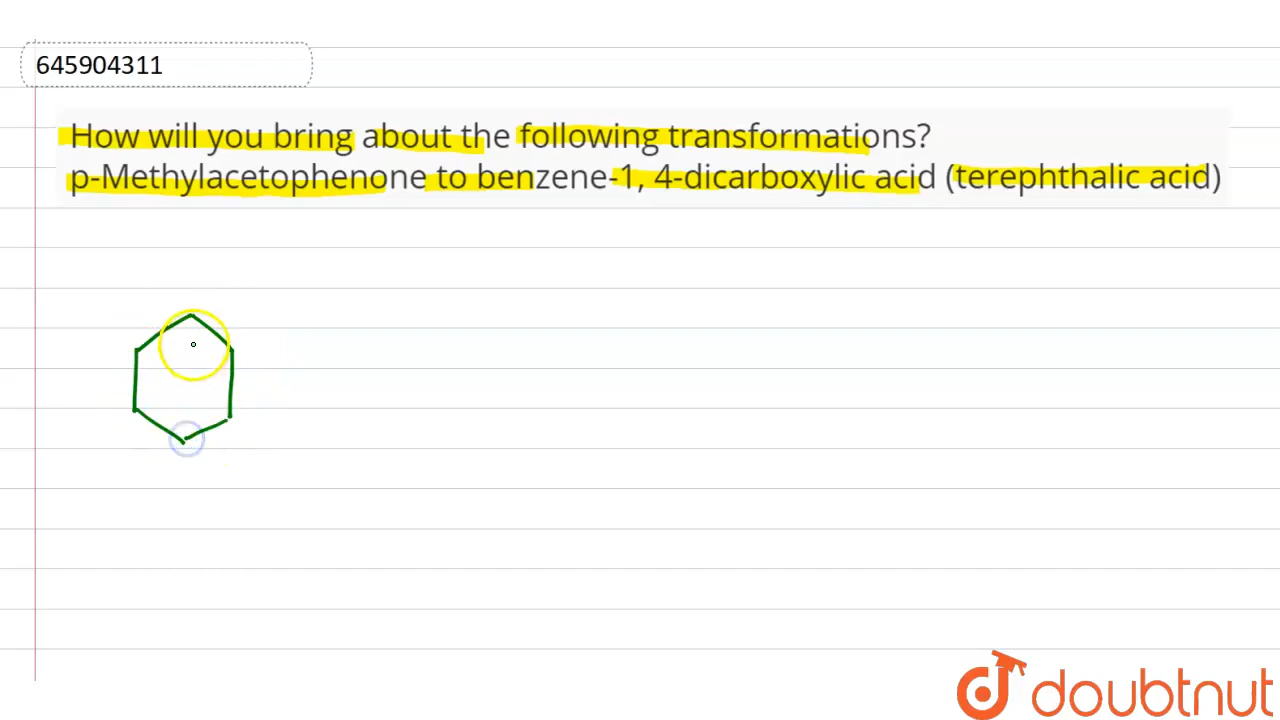 645904311
How will you bring about the following transformations?
p-Methylacetophenone to benzene-1, 4-dicarboxylic acid (terephthalic acid)
doubtnut